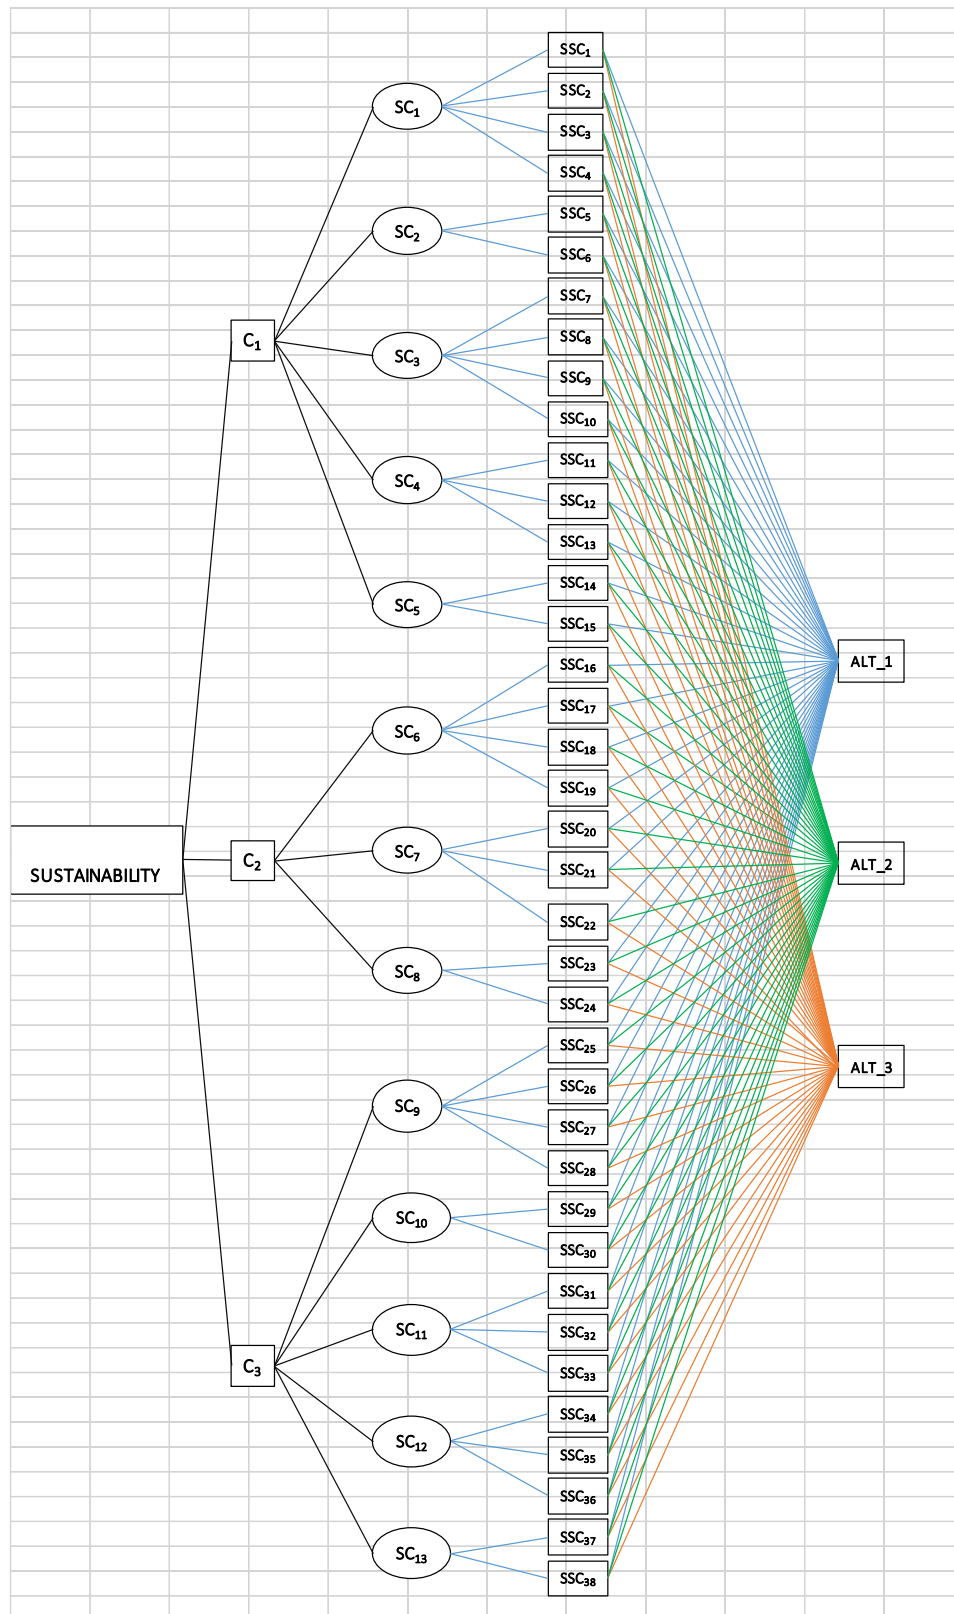 SUSTAINABILITY
C₁
C₂
C₃
SC₁
SC₂
SC₃
SC₄
SC₅
SC₆
SC₇
SC₈
SC₉
SC₁₀
SC₁₁
SC₁₂
SC₁₃
SSC₁
SSC₂
SSC₃
SSC₄
SSC₅
SSC₆
SSC₇
SSC₈
SSC₉
SSC₁₀
SSC₁₁
SSC₁₂
SSC₁₃
SSC₁₄
SSC₁₅
SSC₁₆
SSC₁₇
SSC₁₈
SSC₁₉
SSC₂₀
SSC₂₁
SSC₂₂
SSC₂₃
SSC₂₄
SSC₂₅
SSC₂₆
SSC₂₇
SSC₂₈
SSC₂₉
SSC₃₀
SSC₃₁
SSC₃₂
SSC₃₃
SSC₃₄
SSC₃₅
SSC₃₆
SSC₃₇
SSC₃₈
ALT_1
ALT_2
ALT_3